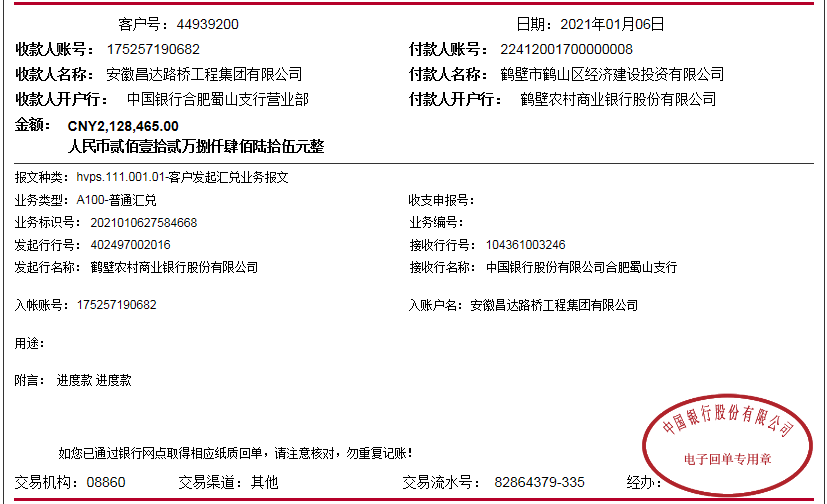 客户号：44939200 日期：2021年01月06日
收款人账号：175257190682 付款人账号：22412001700000008
收款人名称：安徽昌达路桥工程集团有限公司 付款人名称：鹤壁市鹤山区经济建设投资有限公司
收款人开户行：中国银行合肥蜀山支行营业部 付款人开户行：鹤壁农村商业银行股份有限公司
金额：CNY2,128,465.00
人民币贰佰壹拾贰万捌仟肆佰陆拾伍元整
报文种类：hvps.111.001.01-客户发起汇兑业务报文
业务类型：A100-普通汇兑 收支申报号：
业务标识号：2021010627584668 业务编号：
发起行行号：402497002016 接收行行号：104361003246
发起行名称：鹤壁农村商业银行股份有限公司 接收行名称：中国银行股份有限公司合肥蜀山支行
入帐账号：175257190682 入账户名：安徽昌达路桥工程集团有限公司
用途：
附言：进度款 进度款
中国银行股份有限公司
电子回单专用章
如您已通过银行网点取得相应纸质回单，请注意核对，勿重复记账！
交易机构：08860 交易渠道：其他 交易流水号：82864379-335 经办：